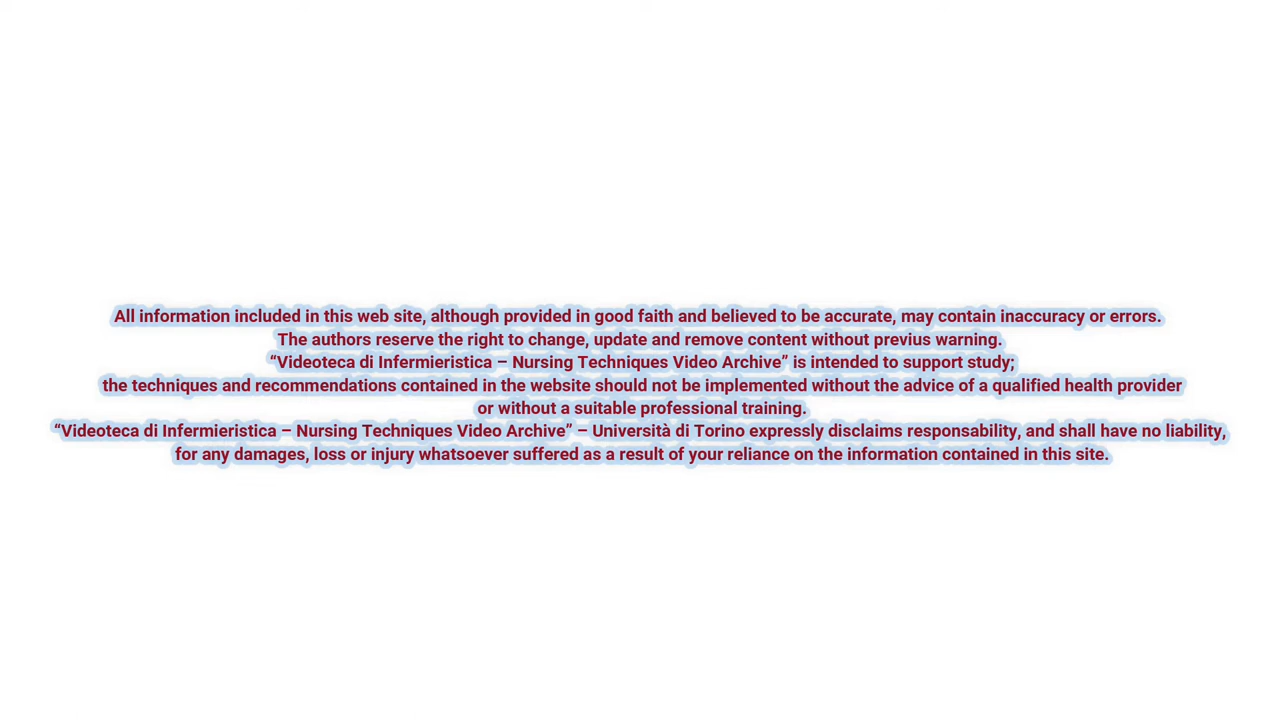 All information included in this web site, although provided in good faith and believed to be accurate, may contain inaccuracy or errors.
The authors reserve the right to change, update and remove content without previus warning.
“Videoteca di Infermieristica – Nursing Techniques Video Archive” is intended to support study;
the techniques and recommendations contained in the website should not be implemented without the advice of a qualified health provider
or without a suitable professional training.
“Videoteca di Infermieristica – Nursing Techniques Video Archive” – Università di Torino expressly disclaims responsability, and shall have no liability,
for any damages, loss or injury whatsoever suffered as a result of your reliance on the information contained in this site.